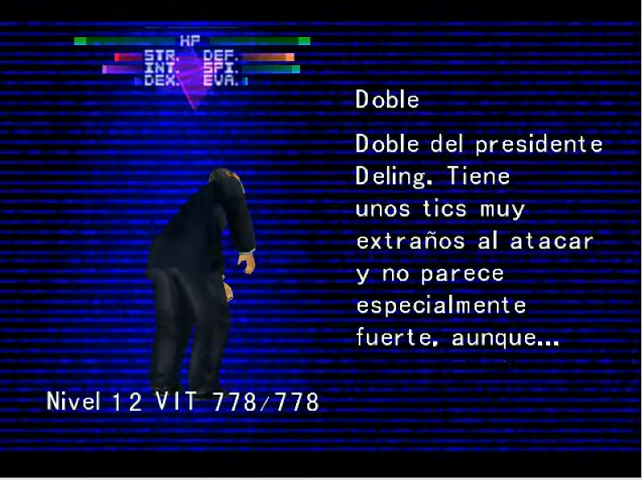 HP
STR. DEF.
INT. SPI.
DEX. EVA.
Doble
Doble del presidente
Deling. Tiene
unos tics muy
extraños al atacar
y no parece
especialmente
fuerte, aunque...
Nivel 12 VIT 778/778